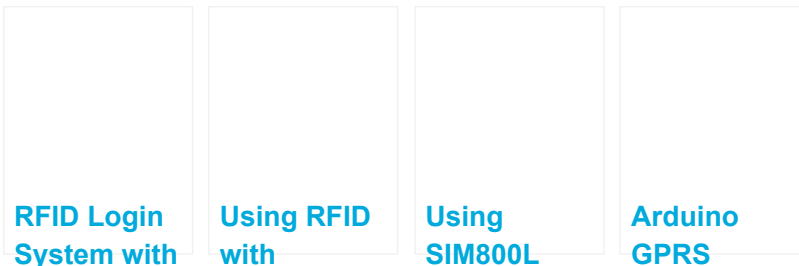 RFID Login
System with
Using RFID
with
Using
SIM800L
Arduino
GPRS